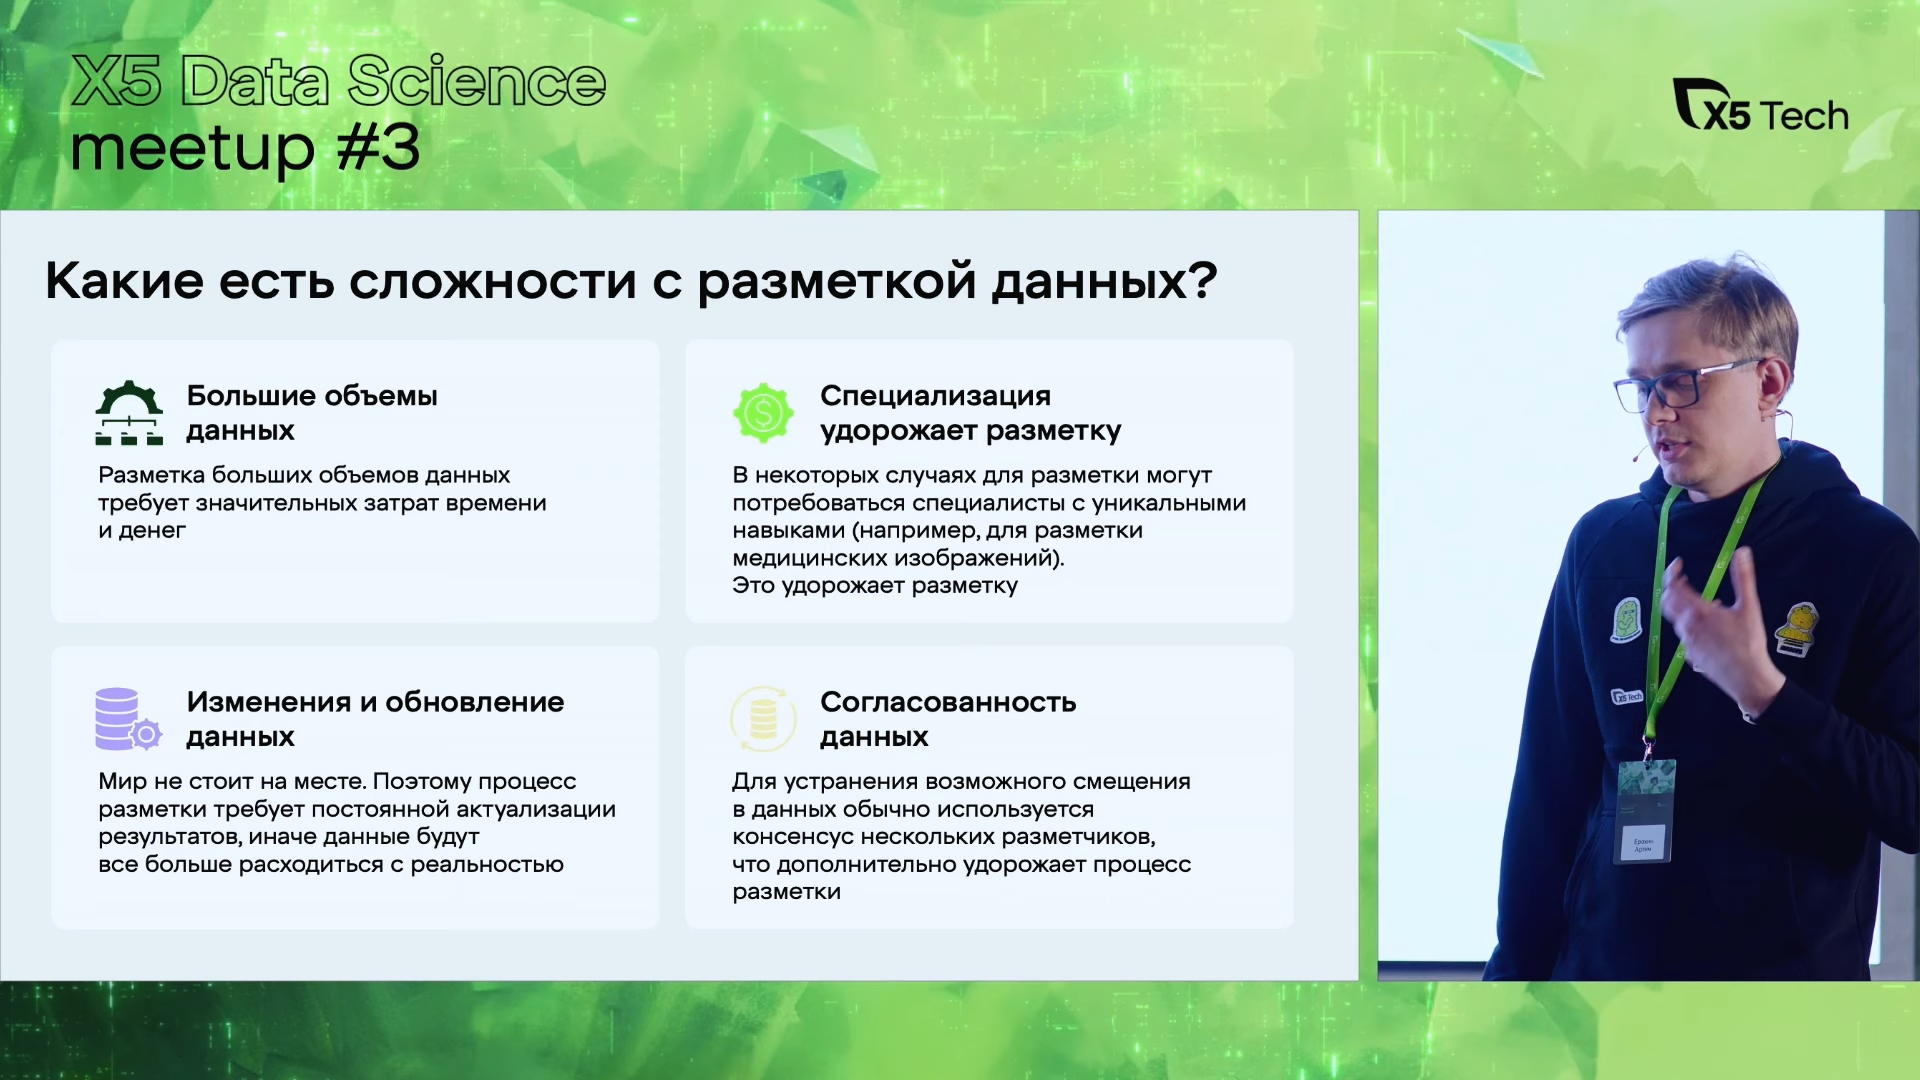 X5 Data Science
meetup #3
X5 Tech
Какие есть сложности с разметкой данных?
Большие объемы
данных
Разметка больших объемов данных
требует значительных затрат времени
и денег
Специализация
удорожает разметку
В некоторых случаях для разметки могут
потребоваться специалисты с уникальными
навыками (например, для разметки
медицинских изображений).
Это удорожает разметку
Изменения и обновление
данных
Мир не стоит на месте. Поэтому процесс
разметки требует постоянной актуализации
результатов, иначе данные будут
все больше расходиться с реальностью
Согласованность
данных
Для устранения возможного смещения
в данных обычно используется
консенсус нескольких разметчиков,
что дополнительно удорожает процесс
разметки
X5 Tech
Артем